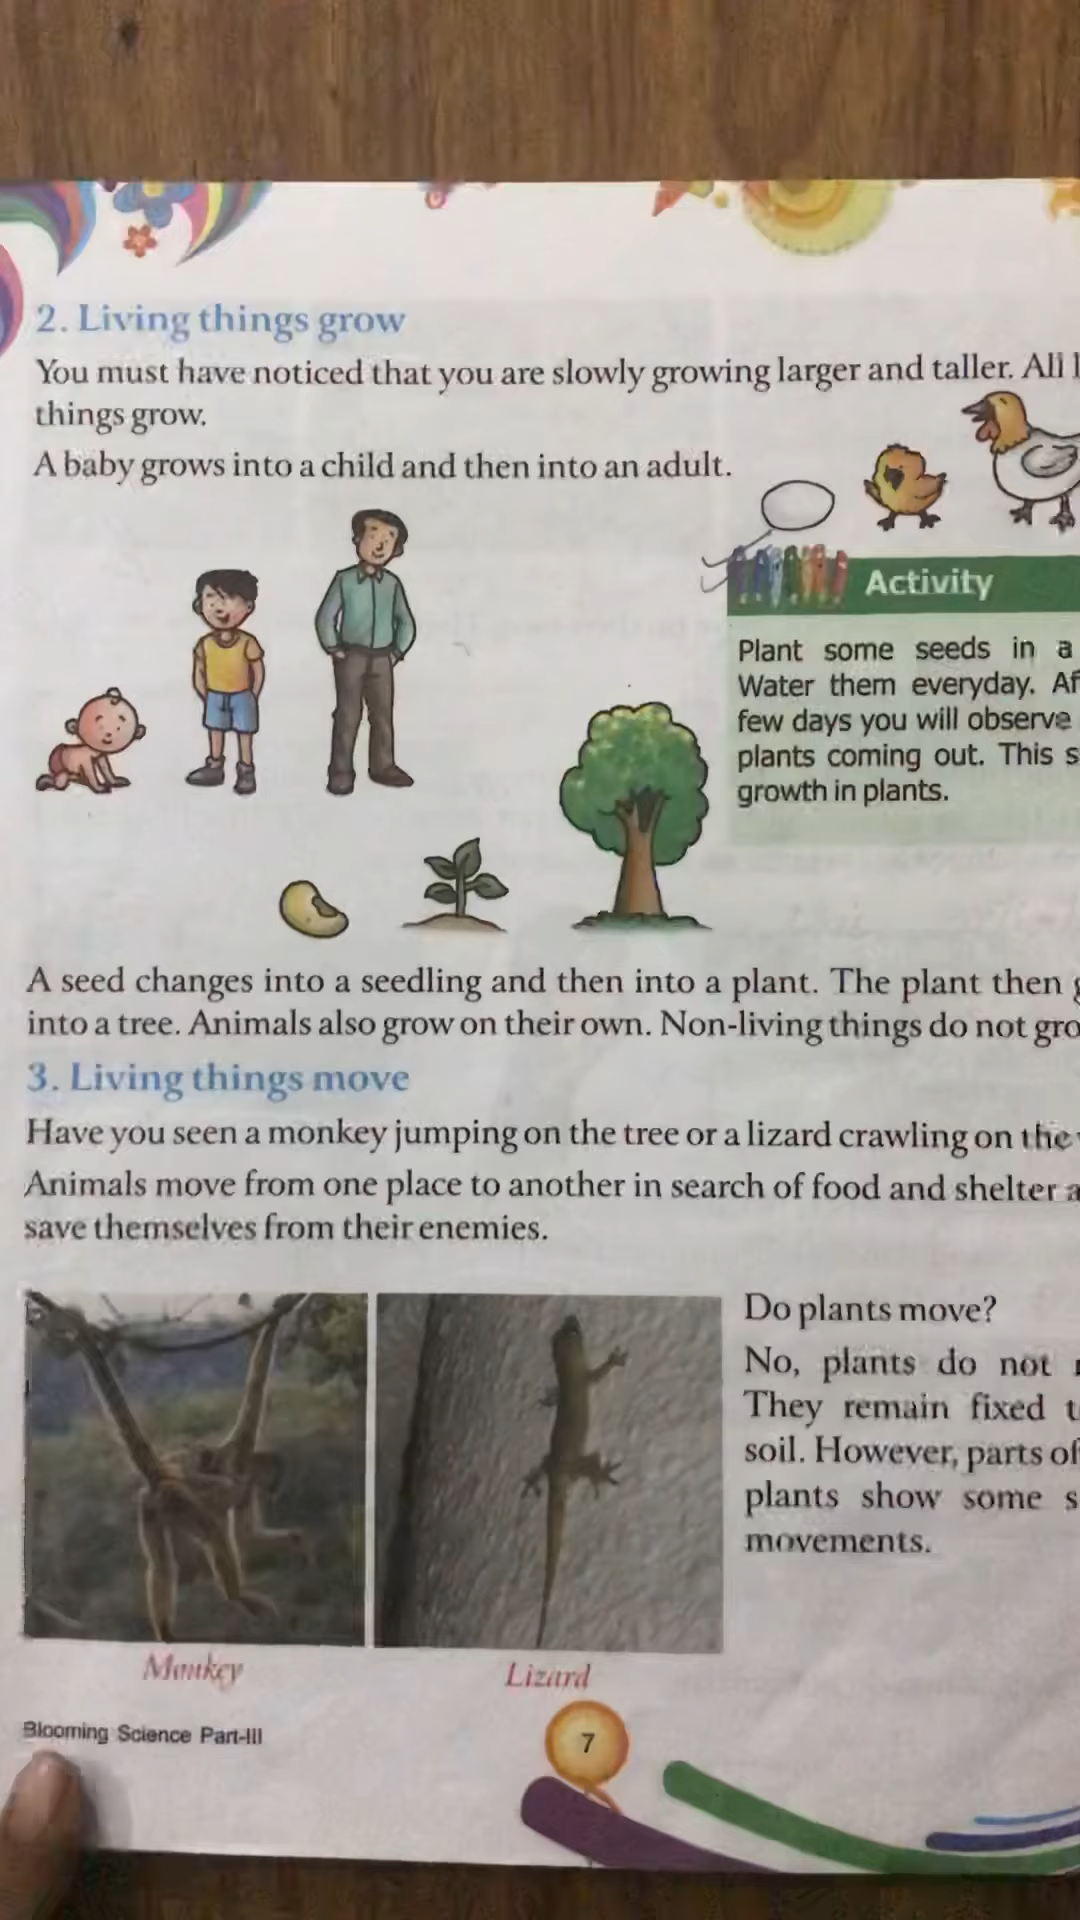 2. Living things grow
You must have noticed that you are slowly growing larger and taller. All
things grow.
A baby grows into a child and then into an adult.
Activity
Plant some seeds in a
Water them everyday.
few days you will observe
plants coming out. This
growth in plants.
A seed changes into a seedling and then into a plant. The plant then
into a tree. Animals also grow on their own. Non-living things do not
3. Living things move
Have you seen a monkey jumping on the tree or a lizard crawling on the
Animals move from one place to another in search of food and shelter
save themselves from their enemies.
Do plants move?
No, plants do not
They remain fixed
soil. However, parts of
plants show some
movements.
Monkey
Lizard
Blooming Science Part-III
7